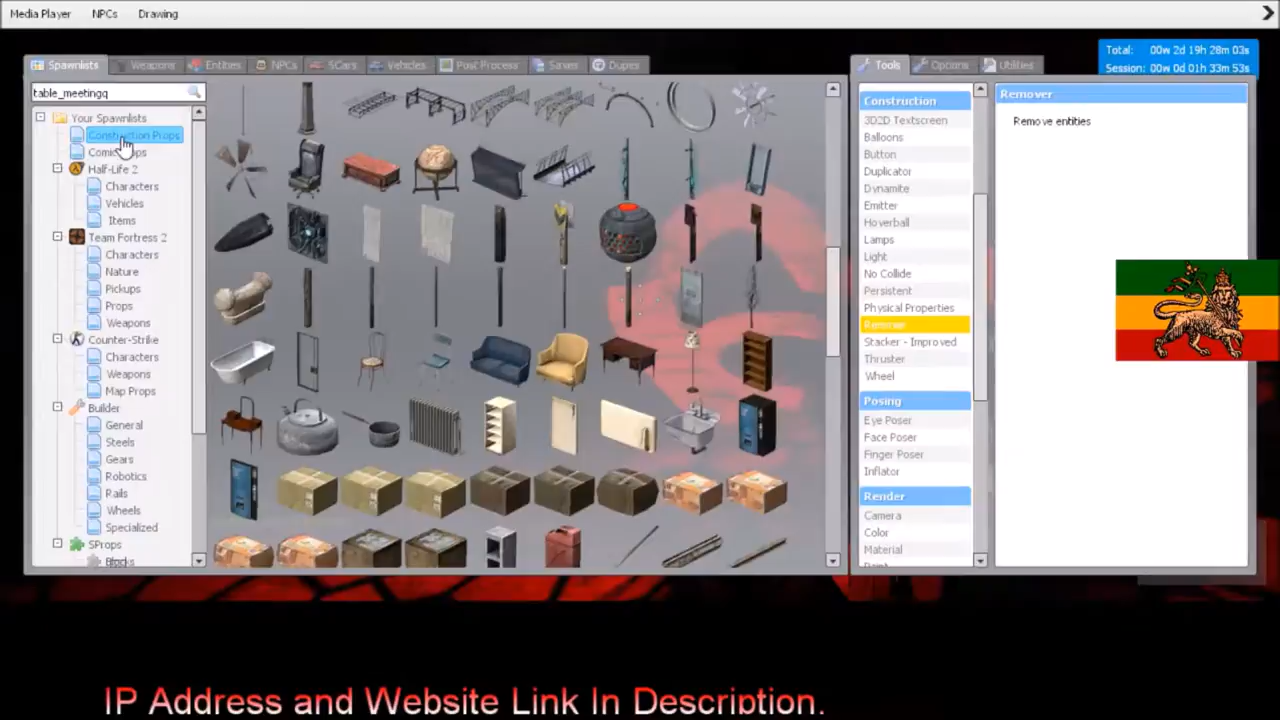 Media Player NPCs Drawing
Total: 00w 2d 19h 28m 03s
Session: 00w 0d 01h 33m 53s
Spawnlists Weapons Entities NPCs SCars Vehicles Post Process Saves Dupes
Tools Options Utilities
table_meetingq
Your Spawnlists
Construction Props
Comic Props
Half-Life 2
Characters
Vehicles
Items
Team Fortress 2
Characters
Nature
Pickups
Props
Weapons
Counter-Strike
Characters
Weapons
Map Props
Builder
General
Steels
Gears
Robotics
Rails
Wheels
Specialized
SProps
Blocks
Construction
3D2D Textscreen
Balloons
Button
Duplicator
Dynamite
Emitter
Hoverball
Lamps
Light
No Collide
Persistent
Physical Properties
Remover
Stacker - Improved
Thruster
Wheel
Posing
Eye Poser
Face Poser
Finger Poser
Inflator
Render
Camera
Color
Material
Paint
Remover
Remove entities
IP Address and Website Link In Description.